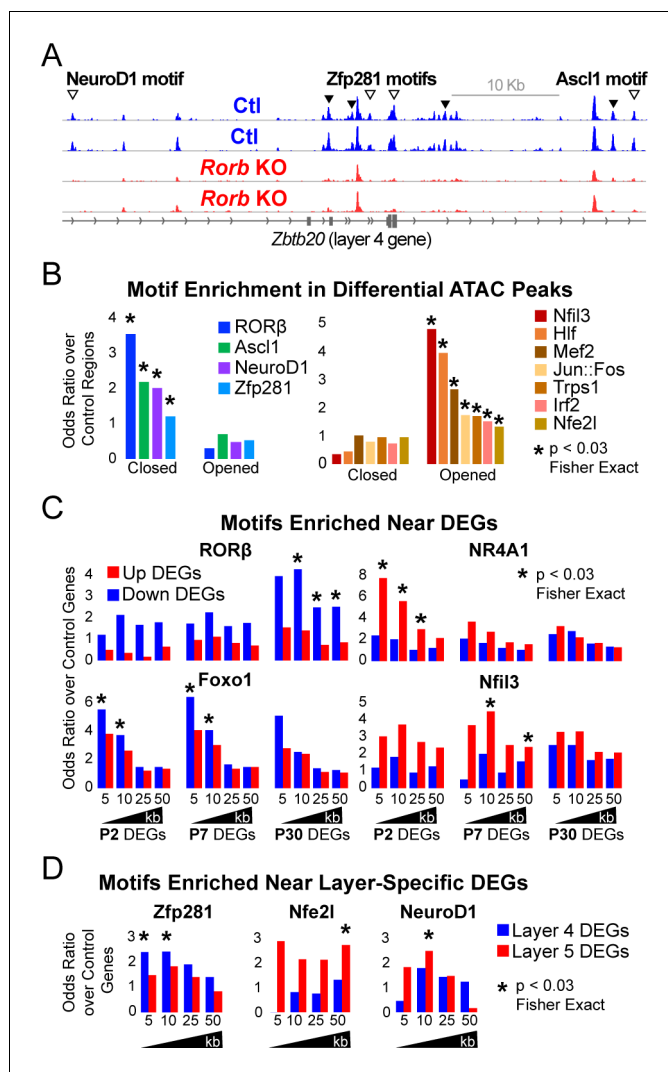 A
NeuroD1 motif
Zfp281 motifs
10 Kb
Ascl1 motif
Ctl
Ctl
Rorb KO
Rorb KO
Zbtb20 (layer 4 gene)
B
Motif Enrichment in Differential ATAC Peaks
Odds Ratio over
Control Regions
4
3
2
1
0
* * * *
RORβ
Ascl1
NeuroD1
Zfp281
Closed
Opened
5
4
3
2
1
0
* * * * * * *
Closed
Opened
Nfil3
Hlf
Mef2
Jun::Fos
Trps1
Irf2
Nfe2l
* p < 0.03
Fisher Exact
C
Motifs Enriched Near DEGs
Odds Ratio over Control Genes
RORβ
Up DEGs
Down DEGs
4
2
1
0
* * *
NR4A1
8
6
4
2
0
* * *
* p < 0.03
Fisher Exact
Foxo1
6
4
2
1
0
* * * *
5 10 25 50 5 10 25 50 5 10 25 50
kb kb kb
P2 DEGs P7 DEGs P30 DEGs
Nfil3
5
4
3
2
1
0
* *
5 10 25 50 5 10 25 50 5 10 25 50
kb kb kb
P2 DEGs P7 DEGs P30 DEGs
D
Motifs Enriched Near Layer-Specific DEGs
Odds Ratio
over Control
Genes
Zfp281
3
2
1
0
* *
5 10 25 50
kb
Nfe2l
3
2
1
0
*
5 10 25 50
kb
NeuroD1
3
2
1
0
*
5 10 25 50
kb
Layer 4 DEGs
Layer 5 DEGs
* p < 0.03
Fisher Exact